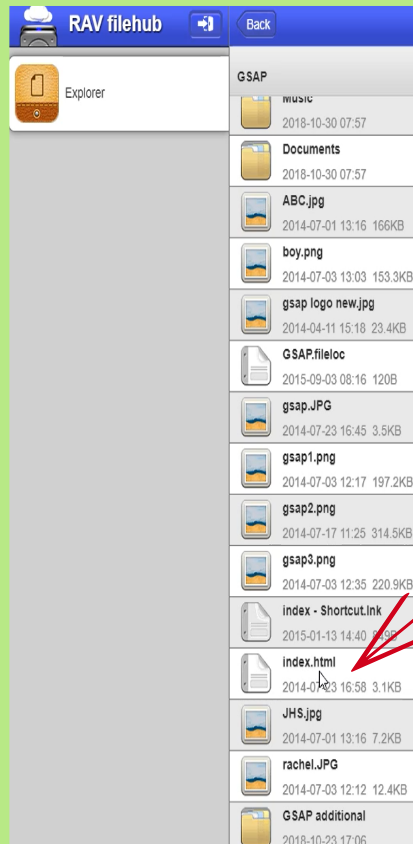 RAV filehub
Back
Explorer
GSAP
Music
2018-10-30 07:57
Documents
2018-10-30 07:57
ABC.jpg
2014-07-01 13:16 166KB
boy.png
2014-07-03 13:03 153.3KB
gsap logo new.jpg
2014-04-11 15:18 23.4KB
GSAP.fileloc
2015-09-03 08:16 120B
gsap.JPG
2014-07-23 16:45 3.5KB
gsap1.png
2014-07-03 12:17 197.2KB
gsap2.png
2014-07-17 11:25 314.5KB
gsap3.png
2014-07-03 12:35 220.9KB
index - Shortcut.lnk
2015-01-13 14:40 849B
index.html
2014-07-23 16:58 3.1KB
JHS.jpg
2014-07-01 13:16 7.2KB
rachel.JPG
2014-07-03 12:12 12.4KB
GSAP additional
2018-10-23 17:06